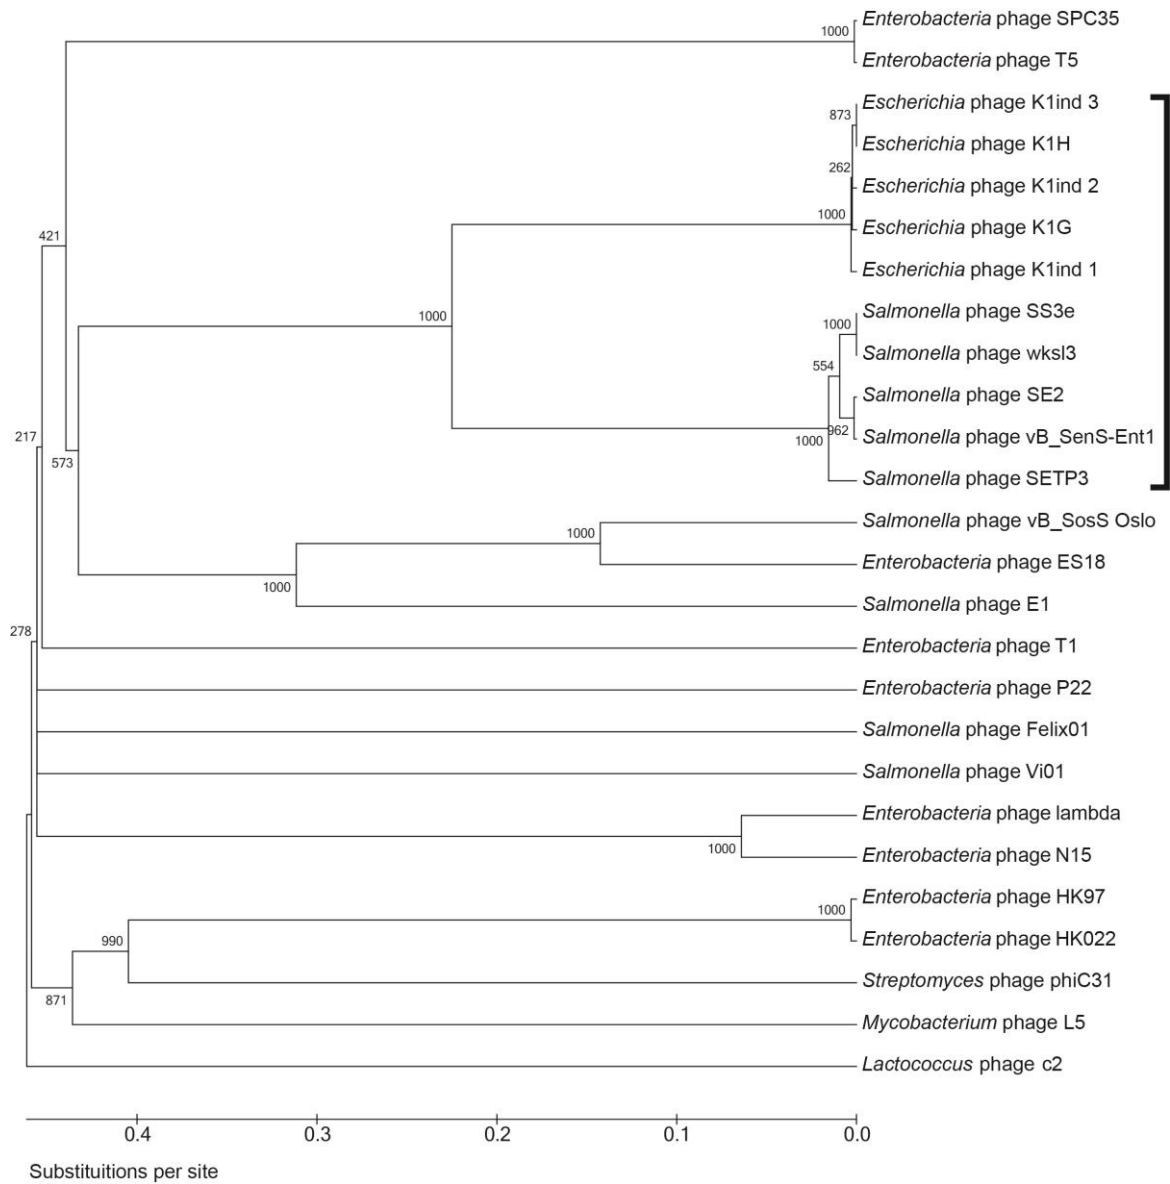 Enterobacteria phage SPC35
1000
Enterobacteria phage T5
Escherichia phage K1ind 3
873
Escherichia phage K1H
262
Escherichia phage K1ind 2
1000
Escherichia phage K1G
421
Escherichia phage K1ind 1
1000
Salmonella phage SS3e
1000
Salmonella phage wksl3
554
Salmonella phage SE2
962
Salmonella phage vB_SenS-Ent1
217
1000
573
Salmonella phage SETP3
Salmonella phage vB_SosS Oslo
1000
Enterobacteria phage ES18
1000
Salmonella phage E1
278
Enterobacteria phage T1
Enterobacteria phage P22
Salmonella phage Felix01
Salmonella phage Vi01
Enterobacteria phage lambda
1000
Enterobacteria phage N15
Enterobacteria phage HK97
1000
990
Enterobacteria phage HK022
Streptomyces phage phiC31
871
Mycobacterium phage L5
Lactococcus phage c2
0.4 0.3 0.2 0.1 0.0
Substituitions per site